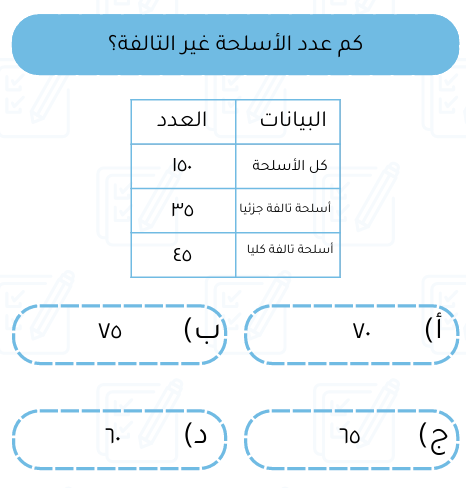 كم عدد الأسلحة غير التالفة؟
البيانات العدد
كل الأسلحة ١٥٠
أسلحة تالفة جزئيا ٣٥
أسلحة تالفة كليا ٤٥
أ) ٧٠
ب) ٧٥
ج) ٦٥
د) ٦٠